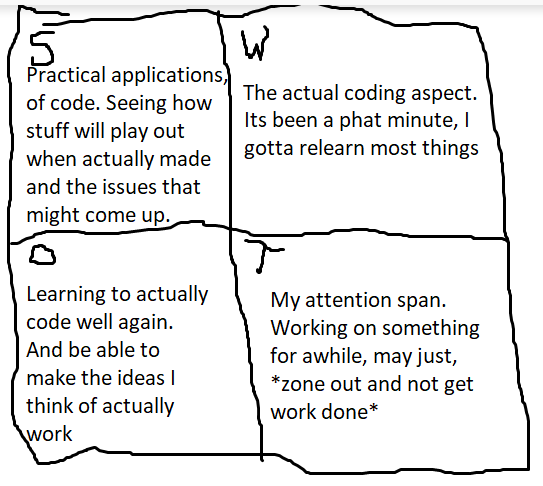 S
Practical applications,
of code. Seeing how
stuff will play out
when actually made
and the issues that
might come up.
W
The actual coding aspect.
Its been a phat minute, I
gotta relearn most things
O
Learning to actually
code well again.
And be able to
make the ideas I
think of actually
work
T
My attention span.
Working on something
for awhile, may just,
*zone out and not get
work done*